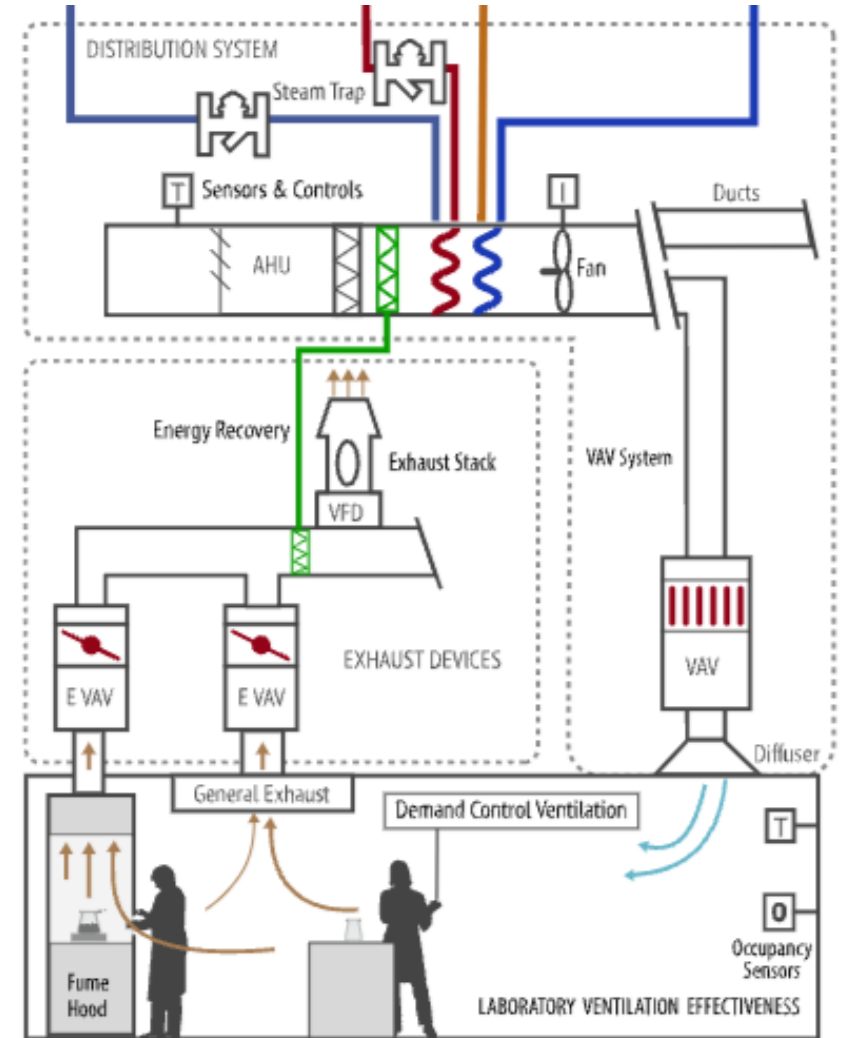 DISTRIBUTION SYSTEM
Steam Trap
T
Sensors & Controls
I
Ducts
AHU
Fan
Energy Recovery
Exhaust Stack
VFD
VAV System
E VAV
E VAV
EXHAUST DEVICES
VAV
Diffuser
General Exhaust
Demand Control Ventilation
T
O
Occupancy
Sensors
Fume
Hood
LABORATORY VENTILATION EFFECTIVENESS